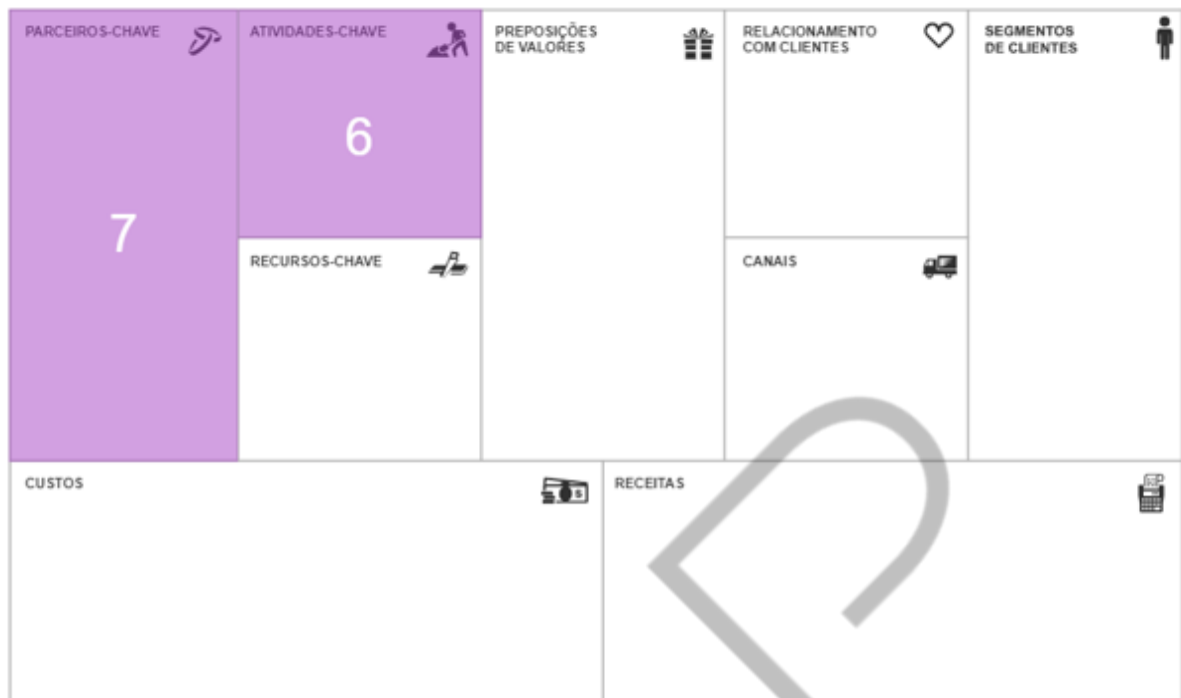 PARCEIROS-CHAVE
7
ATIVIDADES-CHAVE
6
RECURSOS-CHAVE
PREPOSIÇÕES
DE VALORES
RELACIONAMENTO
COM CLIENTES
CANAIS
SEGMENTOS
DE CLIENTES
CUSTOS
RECEITAS